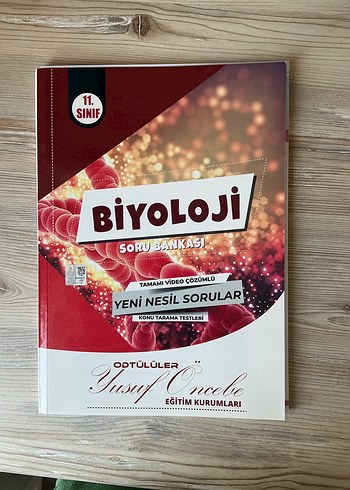 11.
SINIF
BİYOLOJİ
SORU BANKASI
TAMAMI VİDEO ÇÖZÜMLÜ
YENİ NESİL SORULAR
KONU TARAMA TESTLERİ
ODTÜLÜLER
Yusuf Öncebe
EĞİTİM KURUMLARI